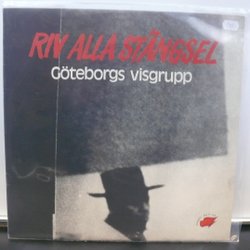 RIV ALLA STÄNGSEL
Göteborgs visgrupp